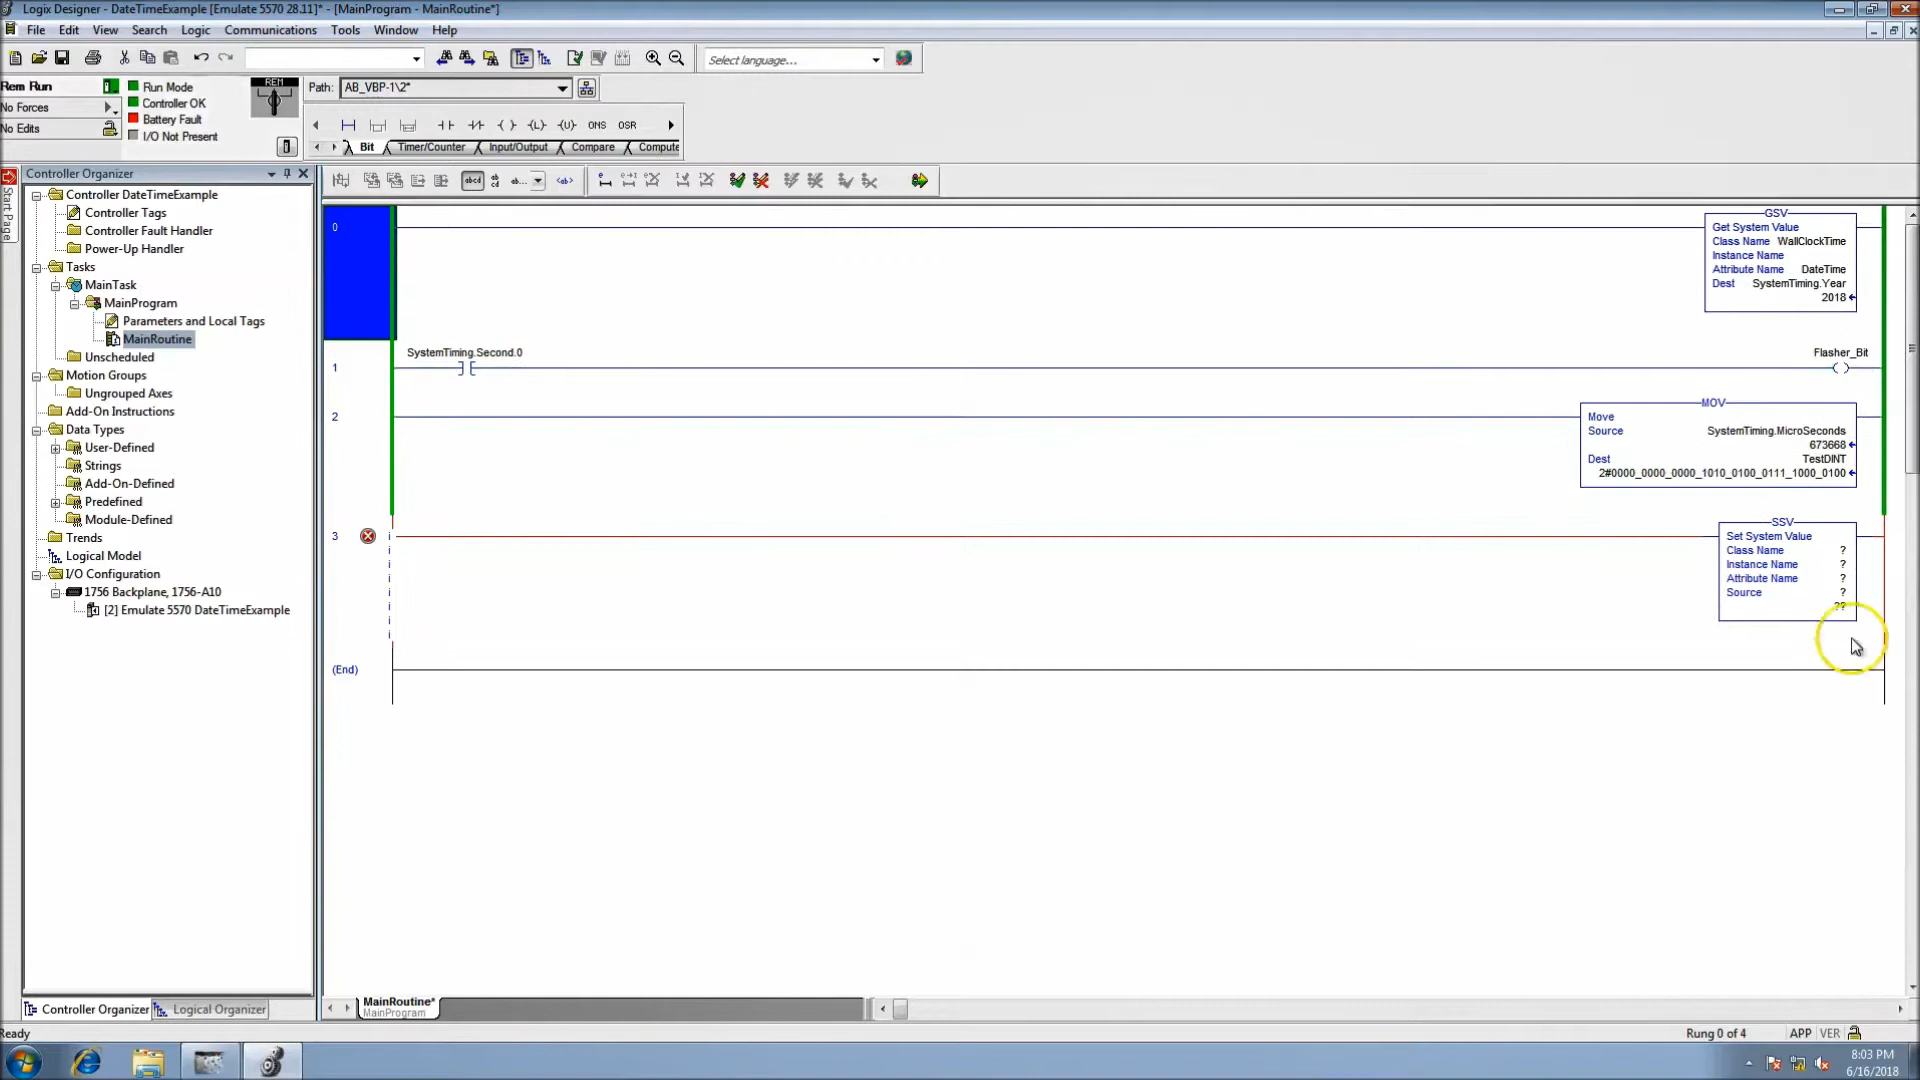 Logix Designer - DateTimeExample [Emulate 5570 28.11]* - [MainProgram - MainRoutine*]
File Edit View Search Logic Communications Tools Window Help
Select language...
Rem Run
No Forces
No Edits
Run Mode
Controller OK
Battery Fault
I/O Not Present
REM
Path: AB_VBP-1\2*
ONS OSR
Bit Timer/Counter Input/Output Compare Compute
Start Page
Controller Organizer
Controller DateTimeExample
Controller Tags
Controller Fault Handler
Power-Up Handler
Tasks
MainTask
MainProgram
Parameters and Local Tags
MainRoutine
Unscheduled
Motion Groups
Ungrouped Axes
Add-On Instructions
Data Types
User-Defined
Strings
Add-On-Defined
Predefined
Module-Defined
Trends
Logical Model
I/O Configuration
1756 Backplane, 1756-A10
[2] Emulate 5570 DateTimeExample
Controller Organizer Logical Organizer
0
GSV
Get System Value
Class Name WallClockTime
Instance Name
Attribute Name DateTime
Dest SystemTiming.Year
2018
SystemTiming.Second.0 Flasher_Bit
1
2
MOV
Move
Source SystemTiming.MicroSeconds
673668
Dest TestDINT
2#0000_0000_0000_1010_0100_0111_1000_0100
3
SSV
Set System Value
Class Name ?
Instance Name ?
Attribute Name ?
Source ?
??
(End)
MainRoutine*
MainProgram
Ready
Rung 0 of 4 APP VER
8:03 PM
6/16/2018